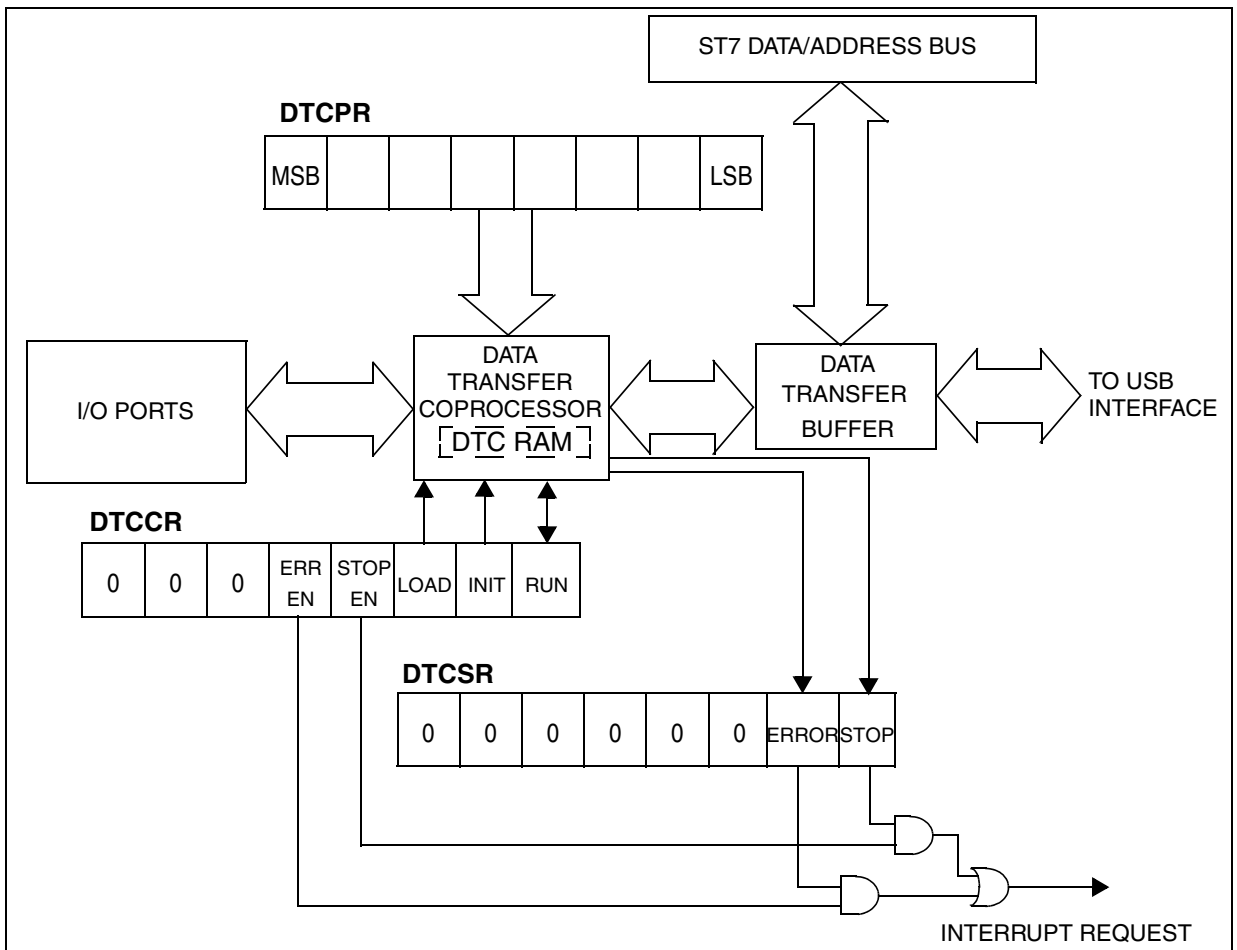 ST7 DATA/ADDRESS BUS
DTCPR
MSB
LSB
I/O PORTS
DATA
TRANSFER
COPROCESSOR
DTC RAM
DATA
TRANSFER
BUFFER
TO USB
INTERFACE
DTCCR
0 0 0 ERR EN STOP EN LOAD INIT RUN
DTCSR
0 0 0 0 0 0 ERROR STOP
INTERRUPT REQUEST